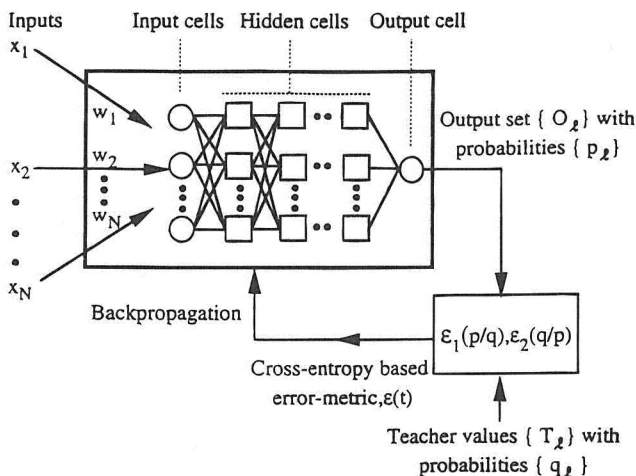 Inputs
Input cells
Hidden cells
Output cell
x1
w1
x2
w2
wN
xN
Output set { Oℓ} with
probabilities { pℓ}
Backpropagation
ε1(p/q),ε2(q/p)
Cross-entropy based
error-metric,ε(t)
Teacher values { Tℓ} with
probabilities { qℓ}